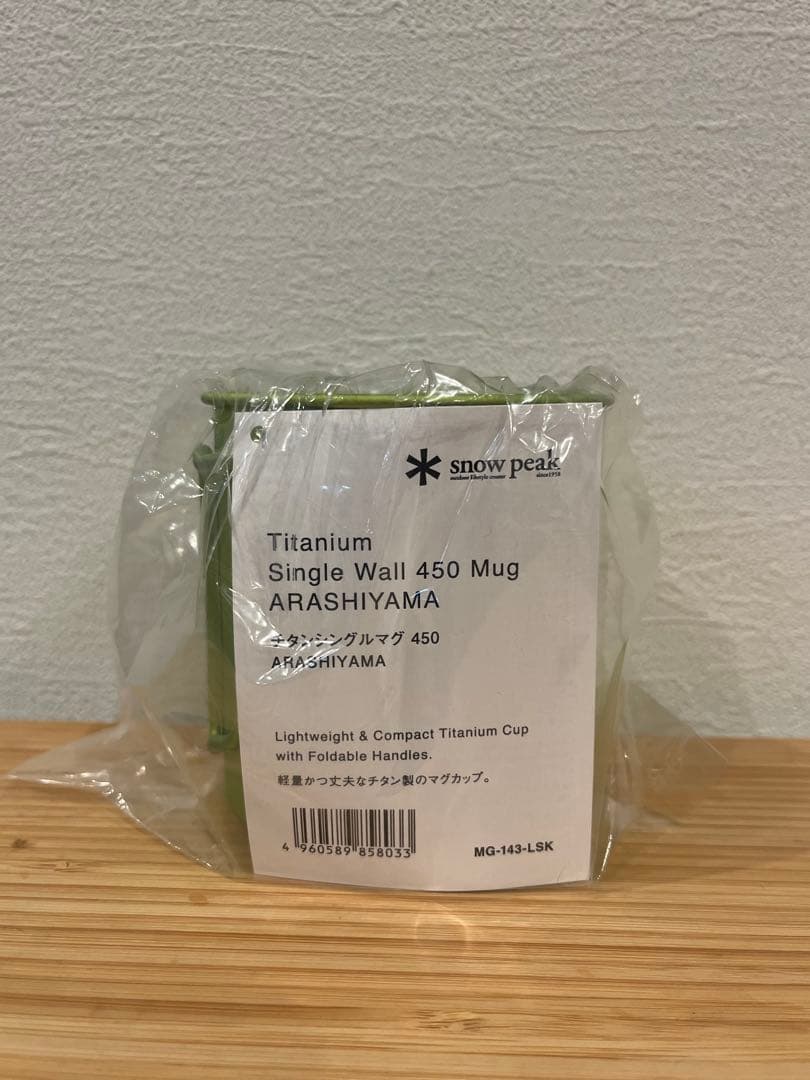 snow peak
outdoor lifestyle creator
since1958
Titanium
Single Wall 450 Mug
ARASHIYAMA
チタンシングルマグ 450
ARASHIYAMA
Lightweight & Compact Titanium Cup
with Foldable Handles.
軽量かつ丈夫なチタン製のマグカップ。
4 960589 858033
MG-143-LSK